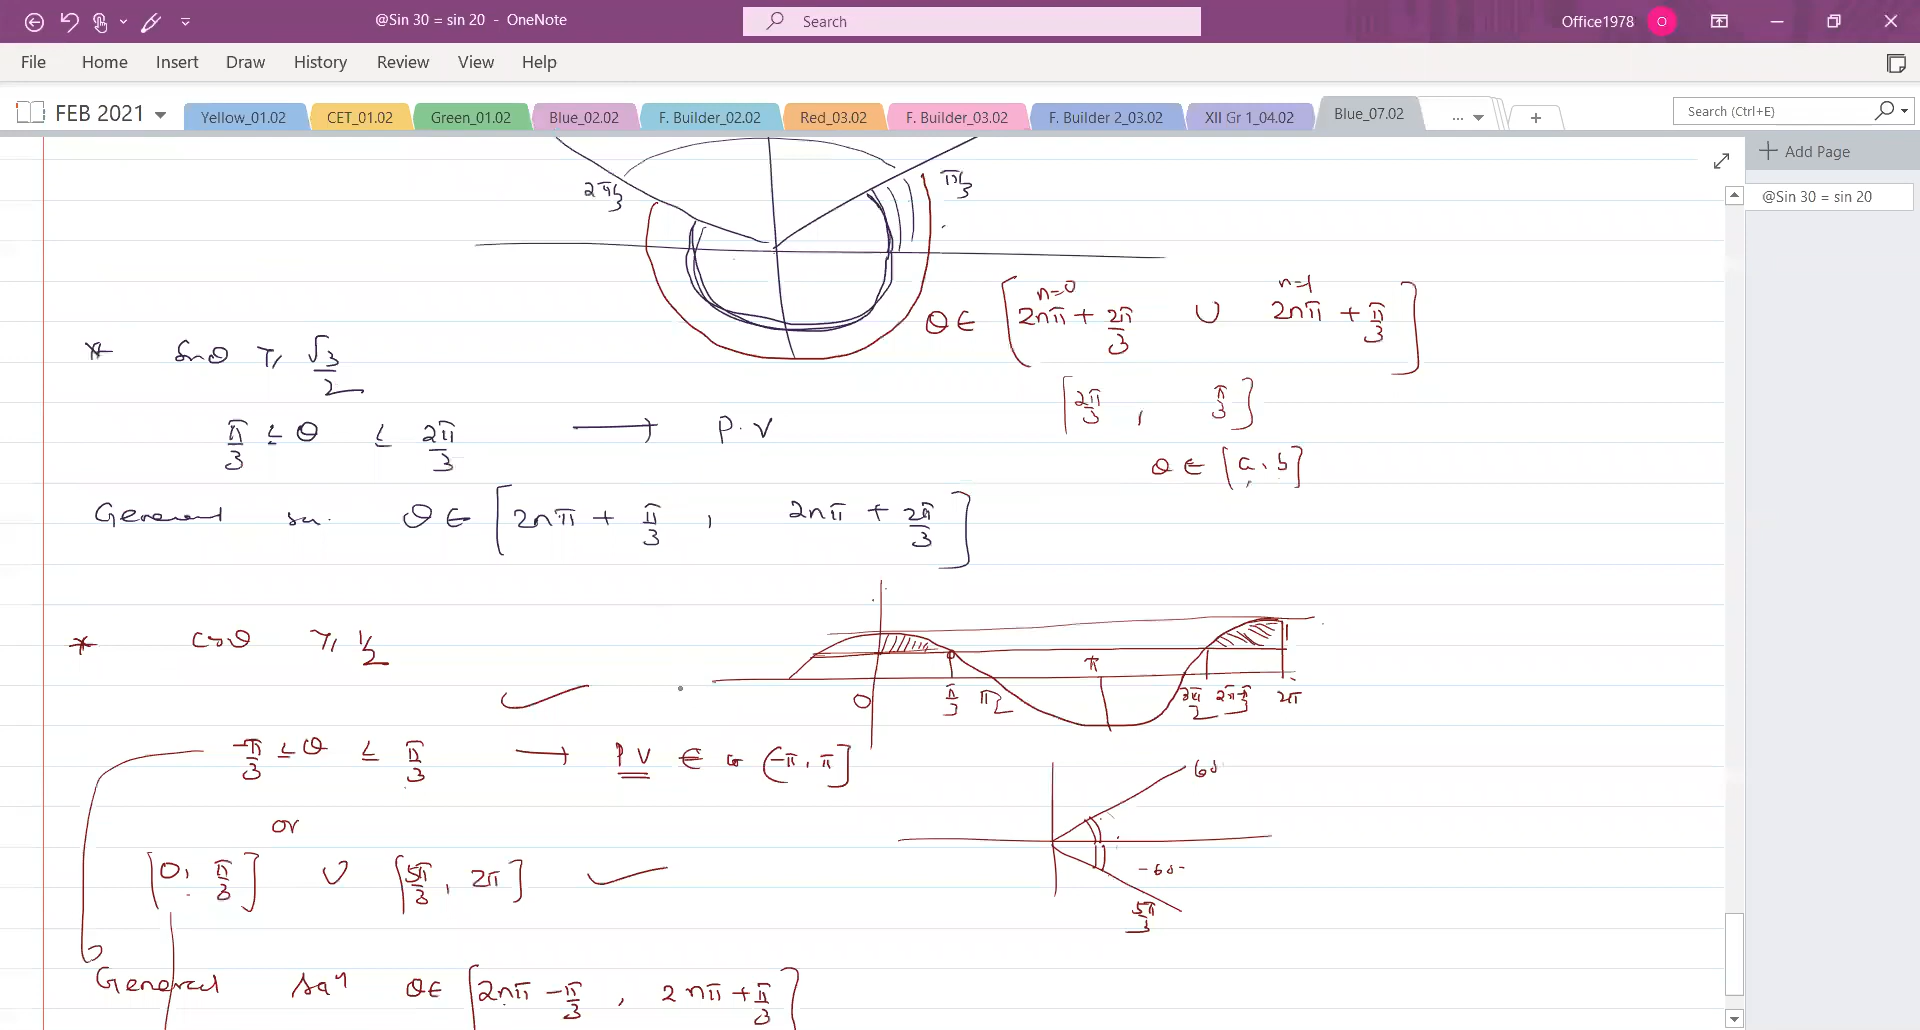 @Sin 30 = sin 20 - OneNote
Search
Office1978
O
File Home Insert Draw History Review View Help
FEB 2021
Yellow_01.02 CET_01.02 Green_01.02 Blue_02.02 F. Builder_02.02 Red_03.02 F. Builder_03.02 F. Builder 2_03.02 XII Gr 1_04.02 Blue_07.02 ... +
Search (Ctrl+E)
+ Add Page
@Sin 30 = sin 20
2π/3 π/3
n=0 n=1
θ ∈ [2nπ + 2π/3 ∪ 2nπ + π/3]
* Sinθ ≥ √3/2
[2π/3 , π/3]
π/3 ≤ θ ≤ 2π/3 → P.V
θ ∈ [a, b]
General θ ∈ [2nπ + π/3 , 2nπ + 2π/3]
* cosθ ≥ 1/2
π
O π/3 π/2 3π/2 2π-π/3 2π
-π/3 ≤ θ ≤ π/3 → PV ∈ (-π, π]
60
or
[0, π/3] ∪ [5π/3, 2π]
-60
5π/3
General θ∈ [2nπ - π/3 , 2nπ + π/3]